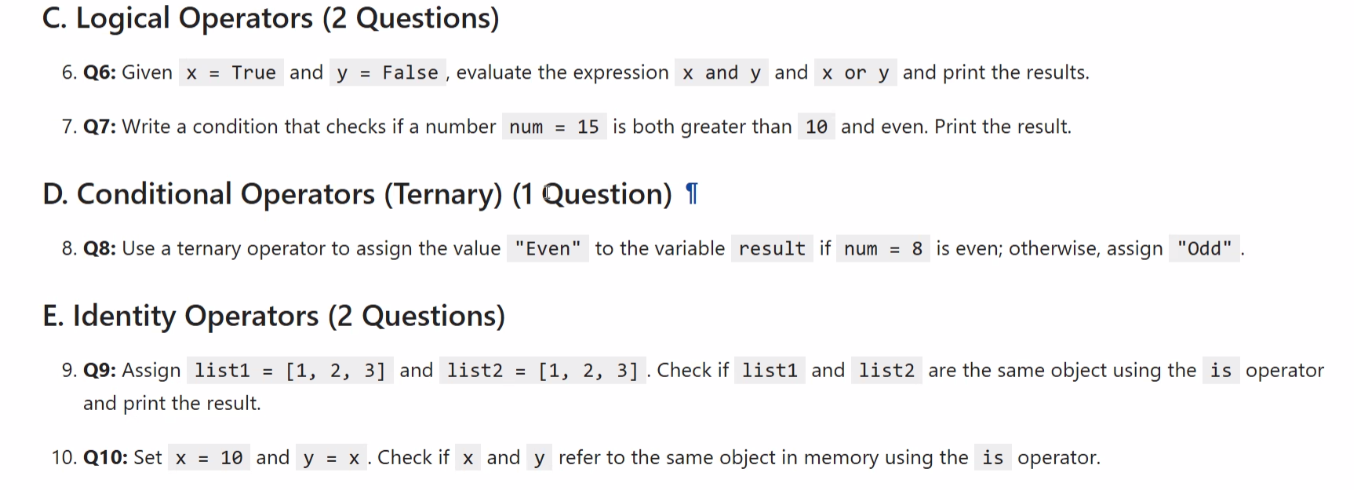 C. Logical Operators (2 Questions)
6. Q6: Given x = True and y = False , evaluate the expression x and y and x or y and print the results.
7. Q7: Write a condition that checks if a number num = 15 is both greater than 10 and even. Print the result.
D. Conditional Operators (Ternary) (1 Question) ¶
8. Q8: Use a ternary operator to assign the value "Even" to the variable result if num = 8 is even; otherwise, assign "Odd" .
E. Identity Operators (2 Questions)
9. Q9: Assign list1 = [1, 2, 3] and list2 = [1, 2, 3] . Check if list1 and list2 are the same object using the is operator
and print the result.
10. Q10: Set x = 10 and y = x . Check if x and y refer to the same object in memory using the is operator.